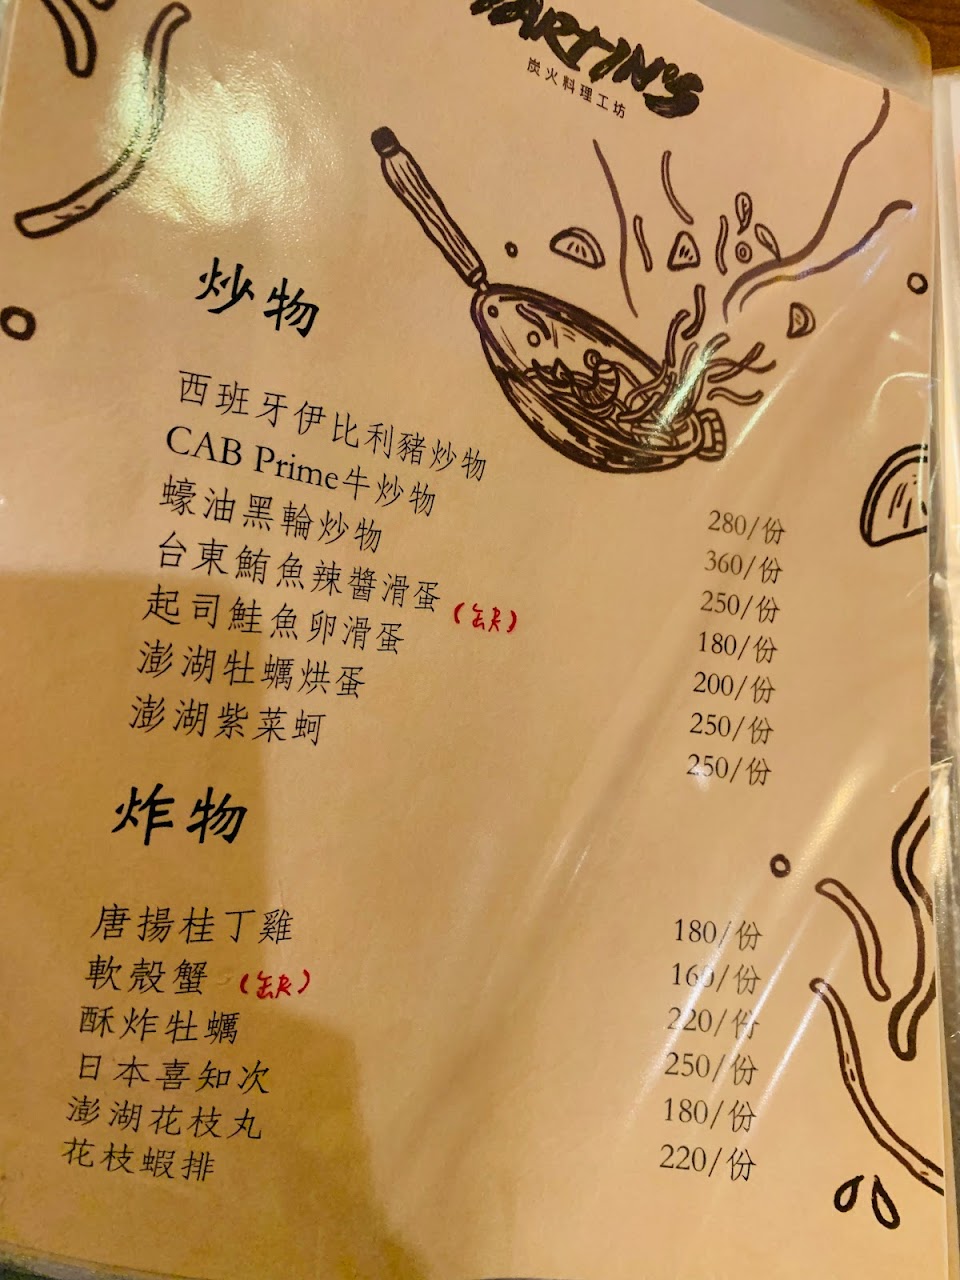 MARTIN'S
炭火料理工坊
炒物
西班牙伊比利豬炒物 280/份
CAB Prime牛炒物 360/份
蠔油黑輪炒物 250/份
台東鮪魚辣醬滑蛋 (缺) 180/份
起司鮭魚卵滑蛋 200/份
澎湖牡蠣烘蛋 250/份
澎湖紫菜蚵 250/份
炸物
唐揚桂丁雞 180/份
軟殼蟹 (缺) 160/份
酥炸牡蠣 220/份
日本喜知次 250/份
澎湖花枝丸 180/份
花枝蝦排 220/份